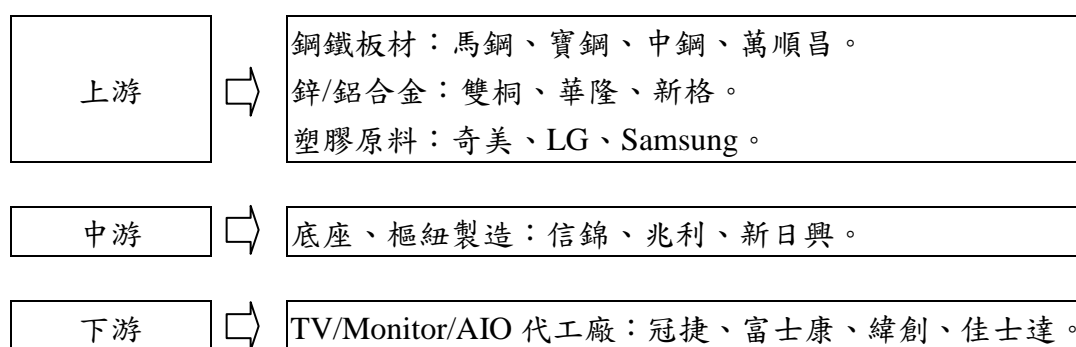 上游
鋼鐵板材：馬鋼、寶鋼、中鋼、萬順昌。
鋅/鋁合金：雙桐、華隆、新格。
塑膠原料：奇美、LG、Samsung。
中游
底座、樞紐製造：信錦、兆利、新日興。
下游
TV/Monitor/AIO 代工廠：冠捷、富士康、緯創、佳士達。